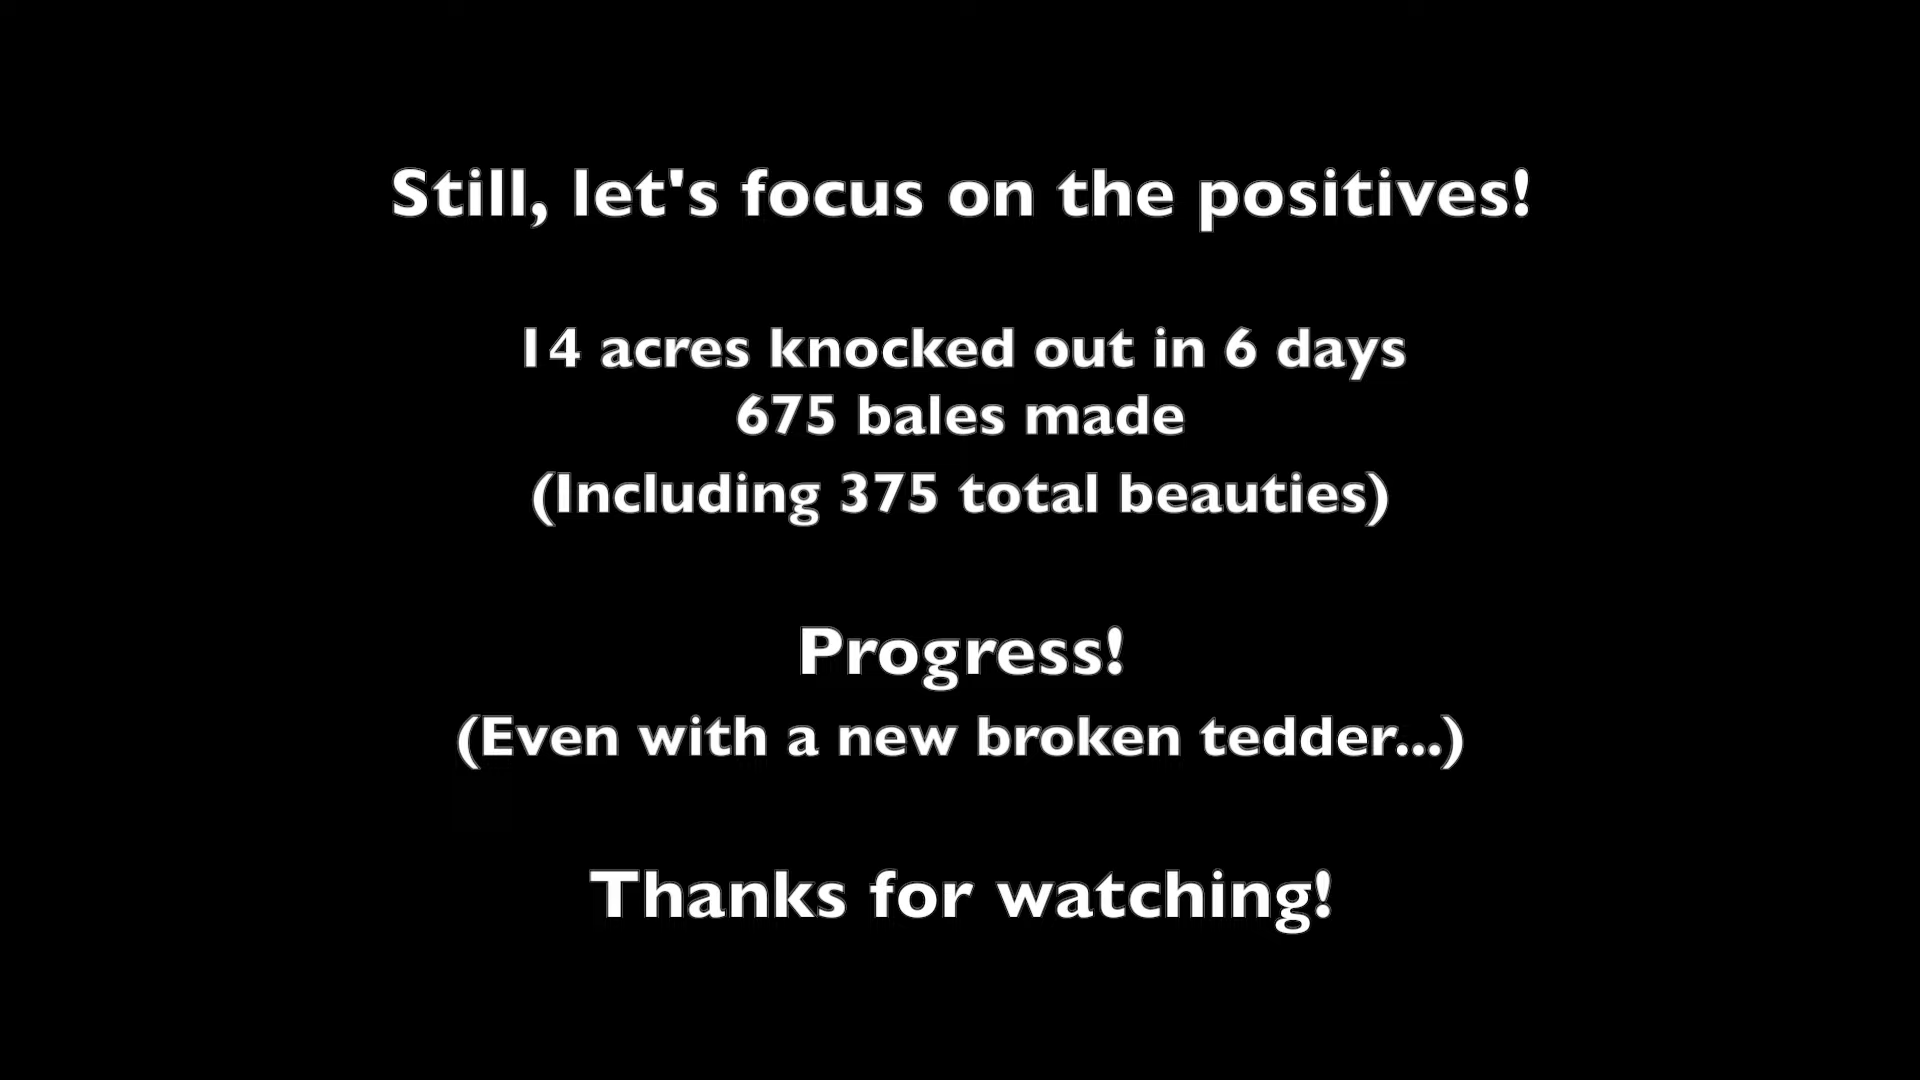 Still, let's focus on the positives!
14 acres knocked out in 6 days
675 bales made
(Including 375 total beauties)
Progress!
(Even with a new broken tedder...)
Thanks for watching!